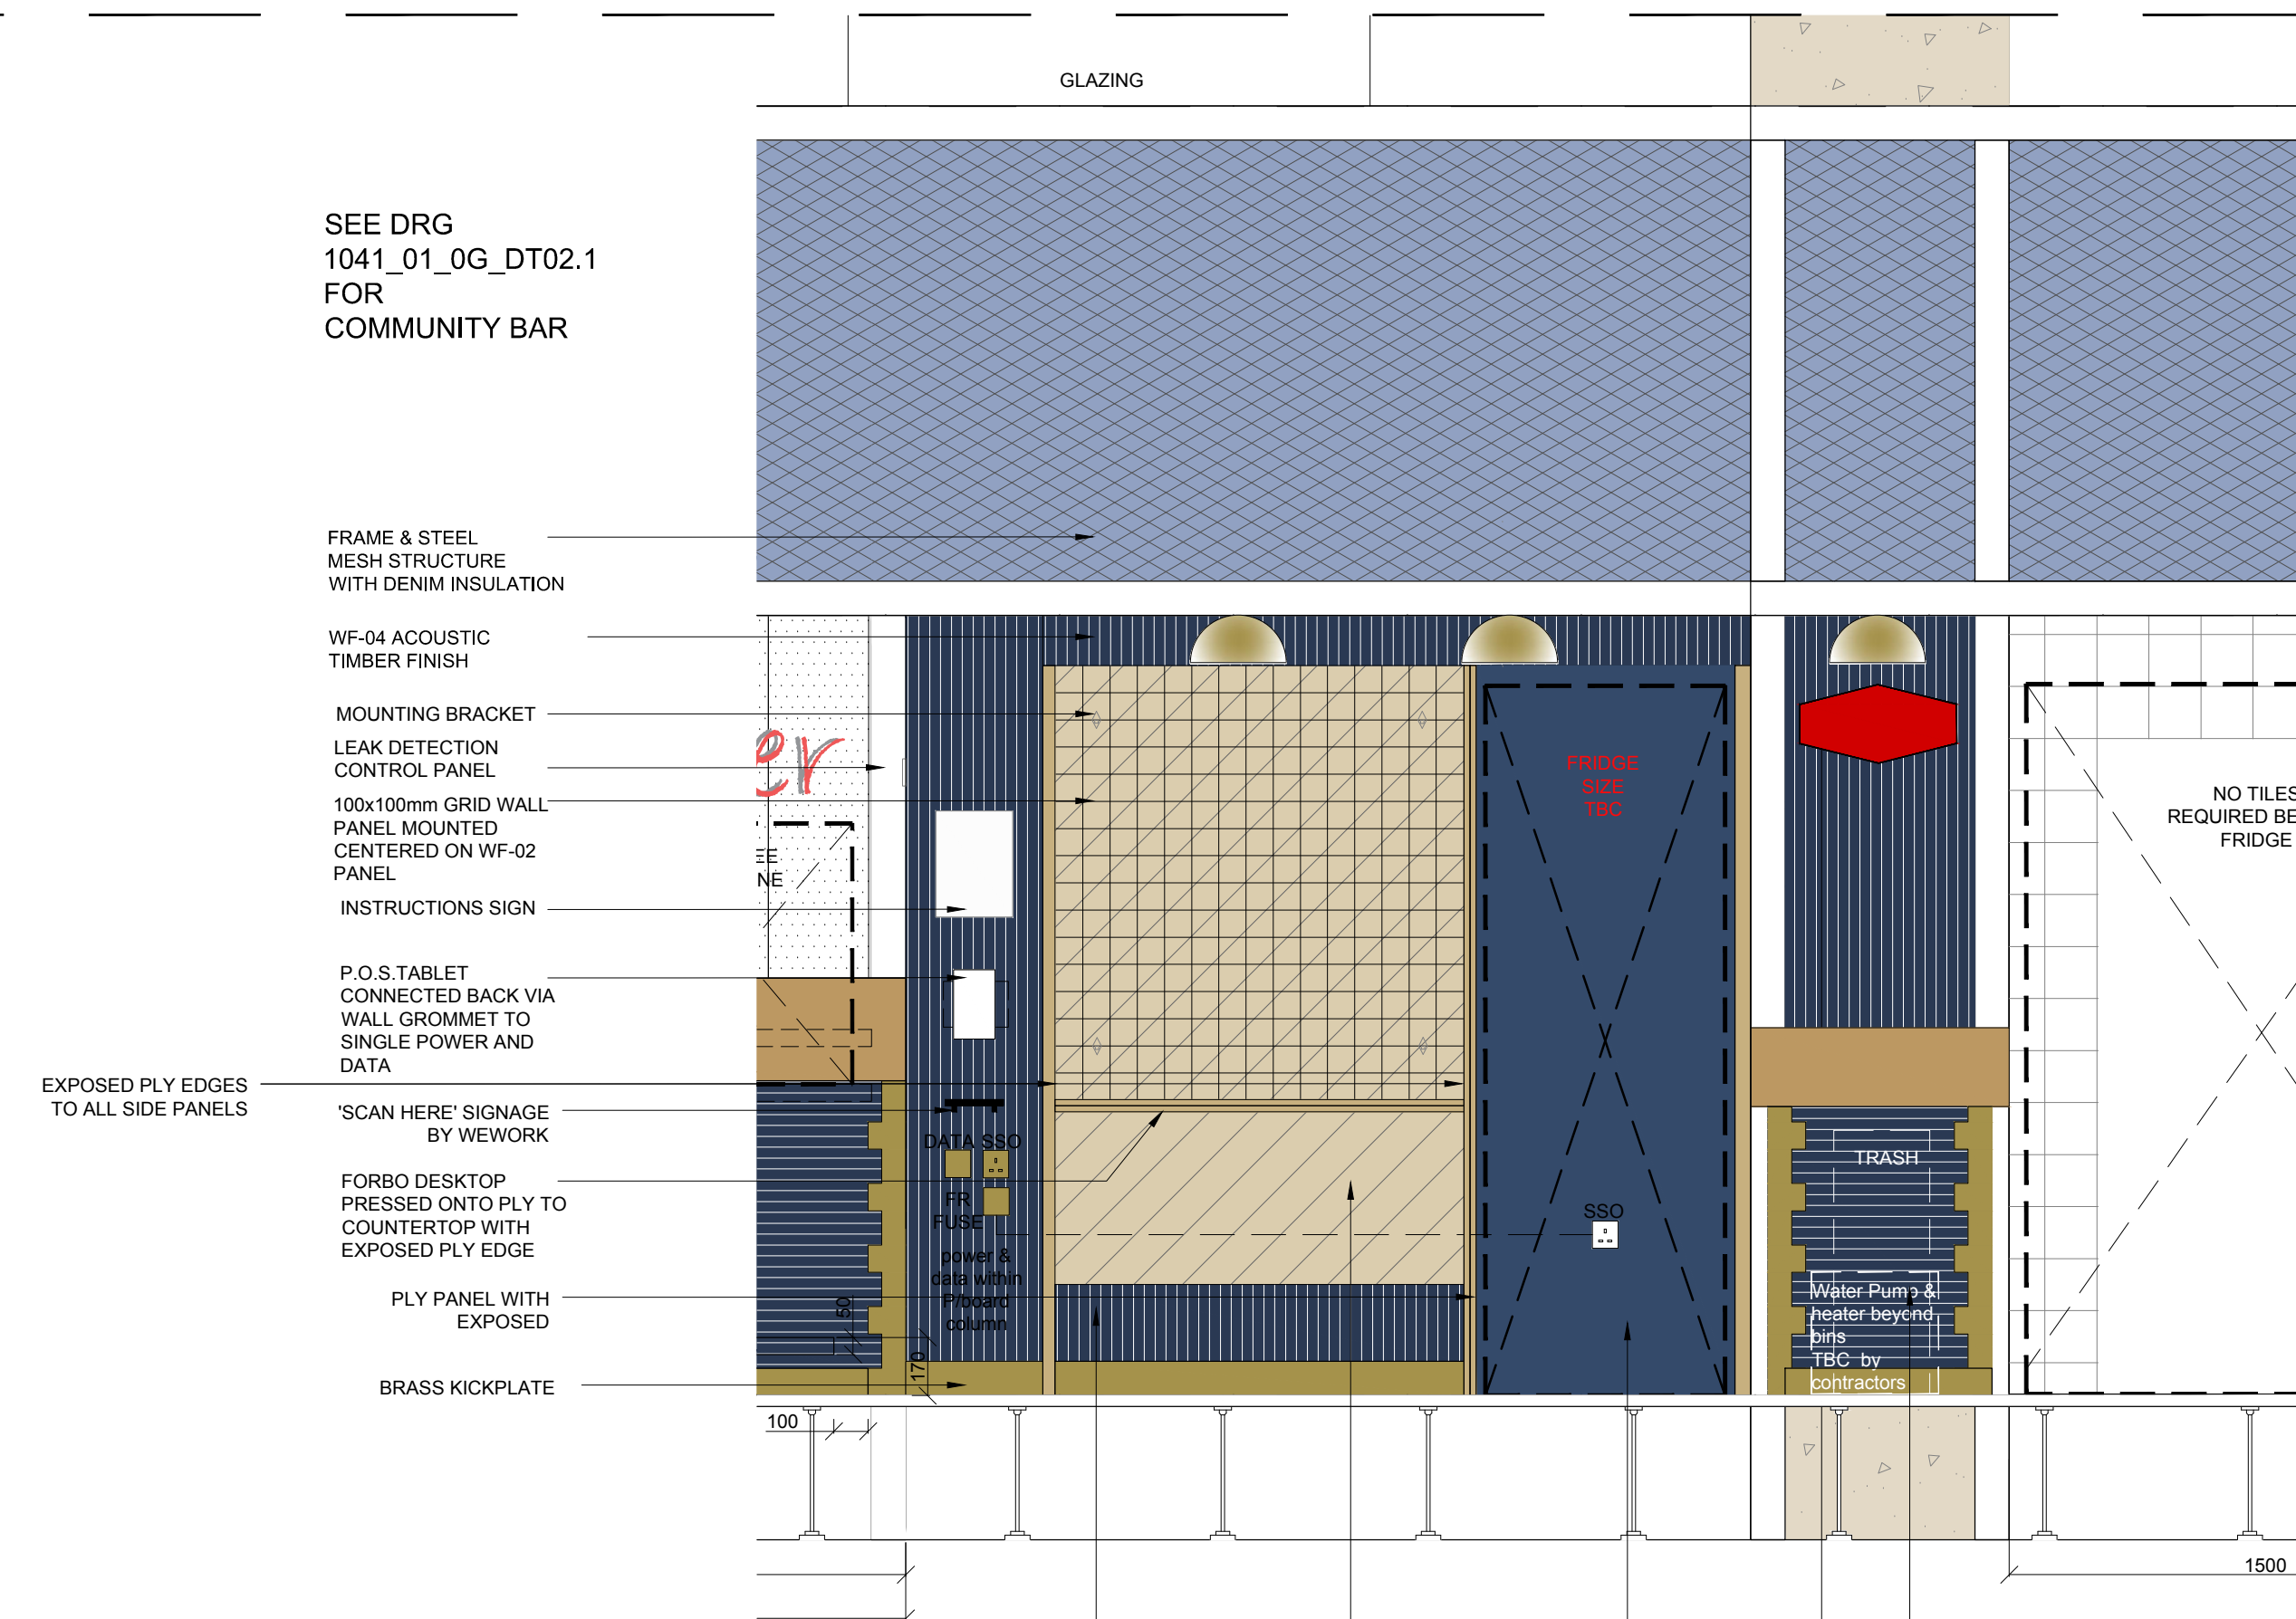 GLAZING
SEE DRG
1041_01_0G_DT02.1
FOR
COMMUNITY BAR
FRAME & STEEL
MESH STRUCTURE
WITH DENIM INSULATION
WF-04 ACOUSTIC
TIMBER FINISH
MOUNTING BRACKET
LEAK DETECTION
CONTROL PANEL
100x100mm GRID WALL
PANEL MOUNTED
CENTERED ON WF-02
PANEL
INSTRUCTIONS SIGN
P.O.S.TABLET
CONNECTED BACK VIA
WALL GROMMET TO
SINGLE POWER AND
DATA
EXPOSED PLY EDGES
TO ALL SIDE PANELS
'SCAN HERE' SIGNAGE
BY WEWORK
FORBO DESKTOP
PRESSED ONTO PLY TO
COUNTERTOP WITH
EXPOSED PLY EDGE
PLY PANEL WITH
EXPOSED
BRASS KICKPLATE
er
EE
NE
DATA SSO
FR
FUSE
power &
data within
P/board
column
50
170
100
FRIDGE
SIZE
TBC
SSO
TRASH
Water Pump &
heater beyond
bins
TBC by
contractors
NO TILES
REQUIRED BE
FRIDGE
1500